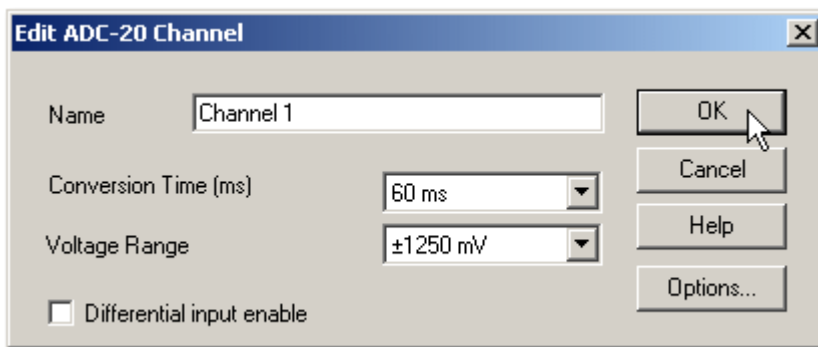 Edit ADC-20 Channel
Name
Channel 1
OK
Conversion Time (ms)
60 ms
Cancel
Voltage Range
±1250 mV
Help
Differential input enable
Options...